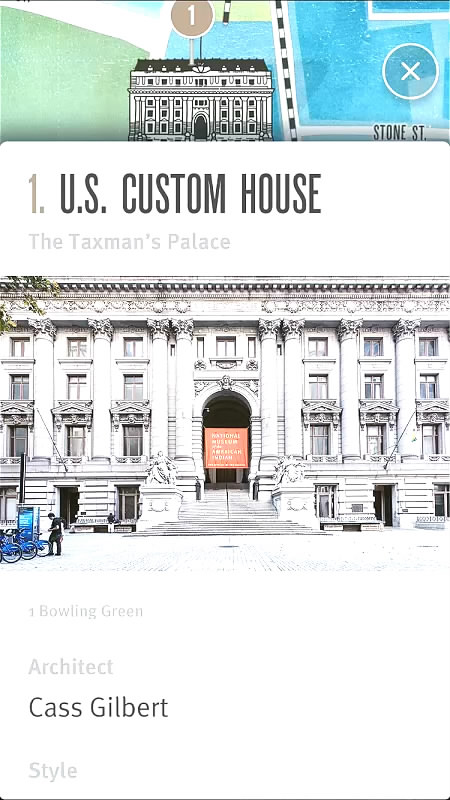 1
STONE ST.
1. U.S. CUSTOM HOUSE
The Taxman's Palace
NATIONAL
MUSEUM
of the
AMERICAN
INDIAN
1 Bowling Green
Architect
Cass Gilbert
Style